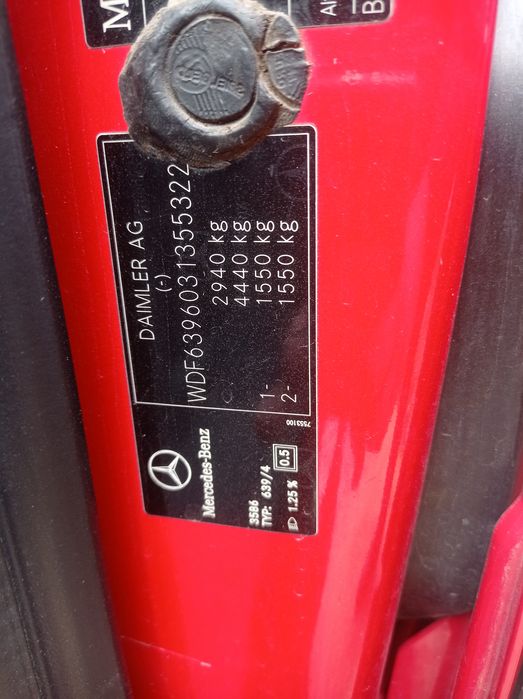 DAIMLER AG
(-)
WDF6396031355322
2940 kg
4440 kg
1- 1550 kg
2- 1550 kg
7553100
Mercedes-Benz
3586
TYP: 639/4
1.25 % 0.5